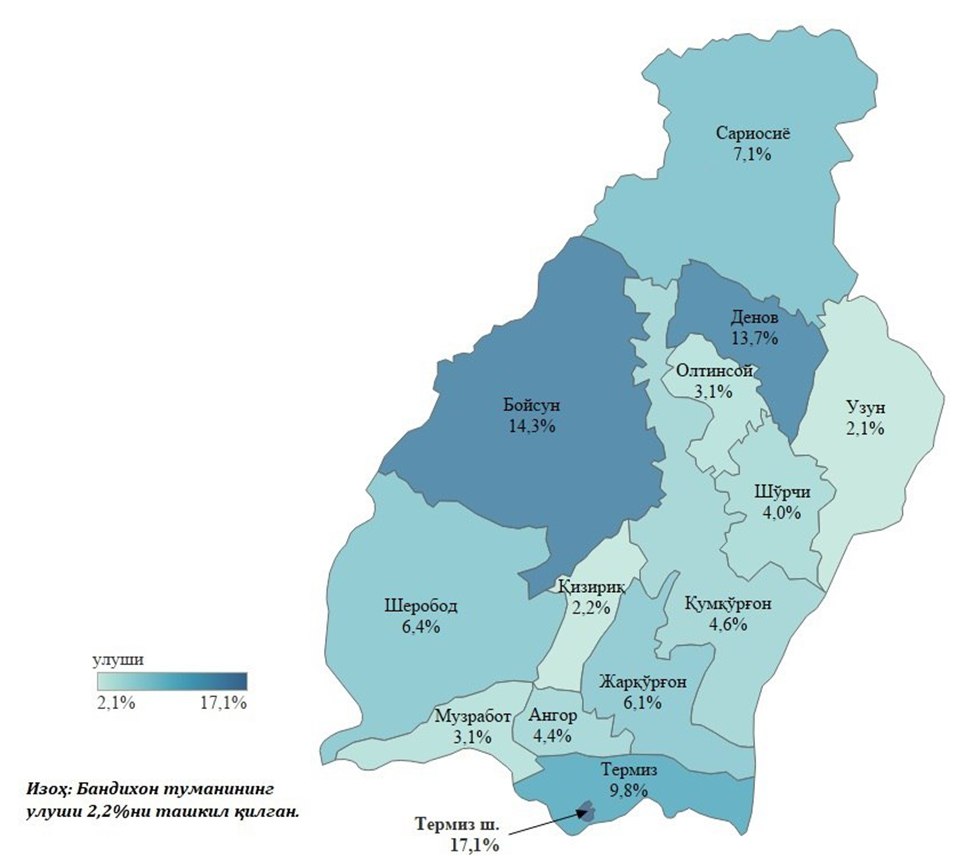 Сариосиё
7,1%
Денов
13,7%
Олтинсой
3,1%
Бойсун
14,3%
Узун
2,1%
Шўрчи
4,0%
Қизириқ
2,2%
Шеробод
6,4%
Қумқўрғон
4,6%
Жарқўрғон
6,1%
Музработ
3,1%
Ангор
4,4%
Термиз
9,8%
Термиз ш.
17,1%
улуши
2,1% 17,1%
Изоҳ: Бандихон туманининг
улуши 2,2%ни ташкил қилган.